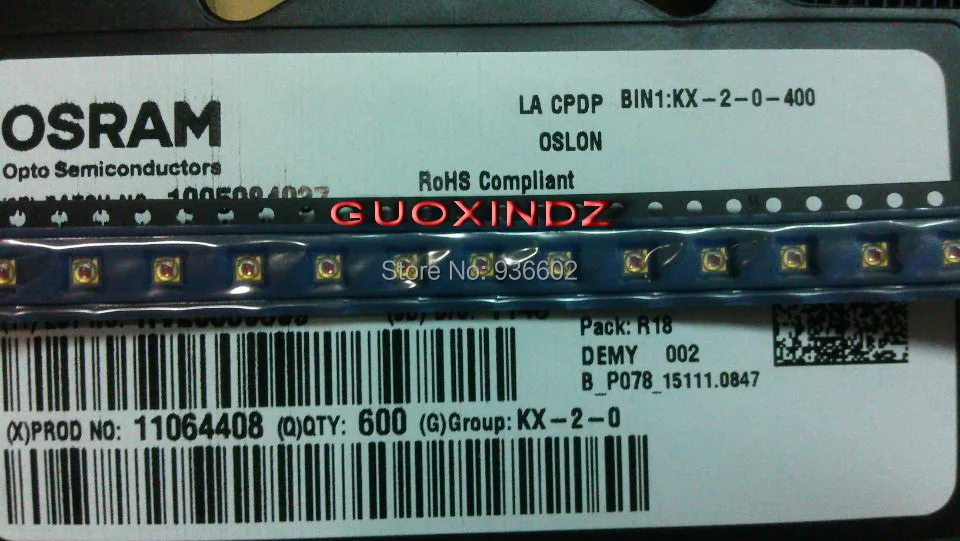 OSRAM
Opto Semiconductors
LA CPDP BIN1:KX-2-0-400
OSLON
RoHS Compliant
GUOXINDZ
Store No: 936602
Pack: R18
DEMY 002
B_P078_15111.0847
(X)PROD NO: 11064408 (Q)QTY: 600 (G)Group: KX-2-0